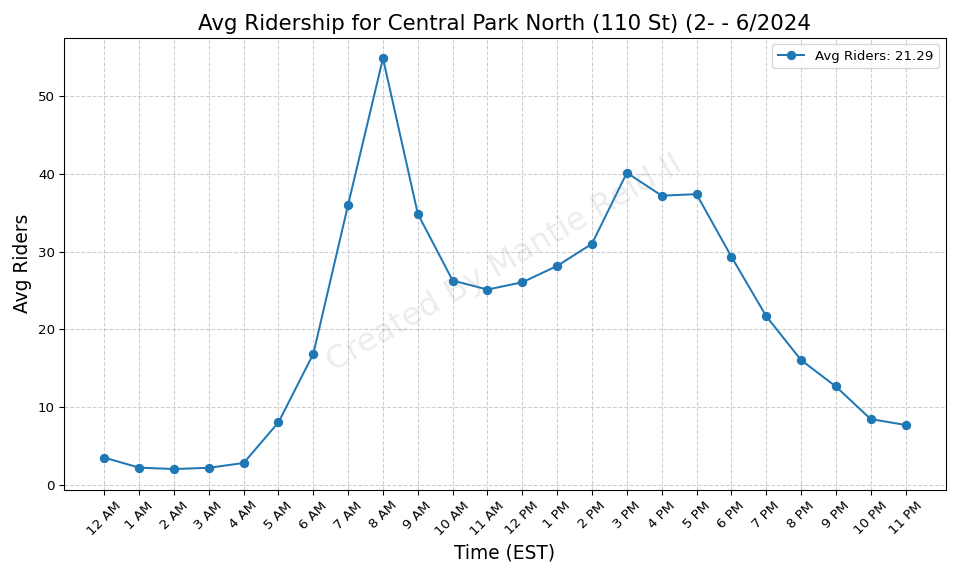 Avg Ridership for Central Park North (110 St) (2- - 6/2024
Avg Riders: 21.29
Avg Riders
50
40
30
20
10
0
Created By Mantie Reid II
12 AM
1 AM
2 AM
3 AM
4 AM
5 AM
6 AM
7 AM
8 AM
9 AM
10 AM
11 AM
12 PM
1 PM
2 PM
3 PM
4 PM
5 PM
6 PM
7 PM
8 PM
9 PM
10 PM
11 PM
Time (EST)